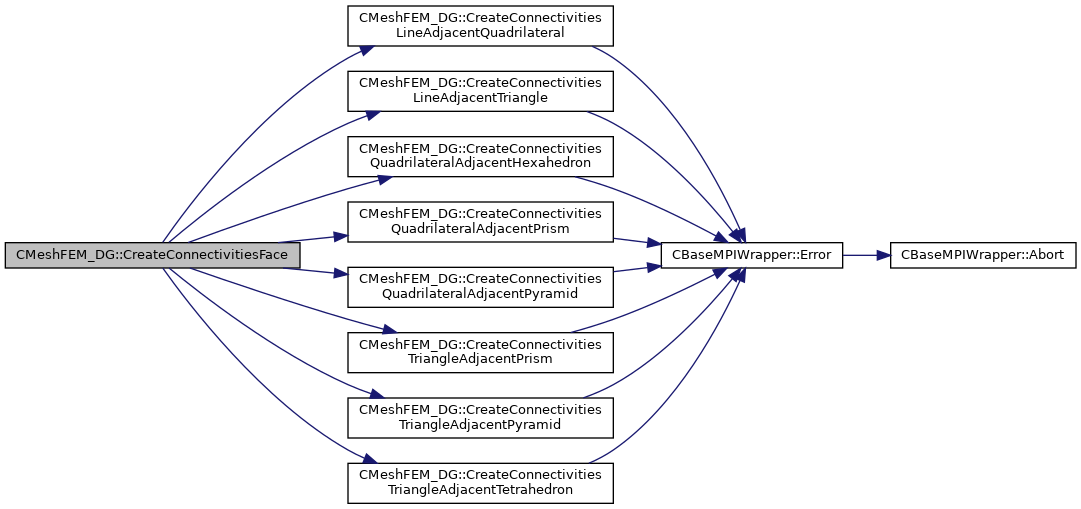 CMeshFEM_DG::CreateConnectivities
LineAdjacentQuadrilateral
CMeshFEM_DG::CreateConnectivities
LineAdjacentTriangle
CMeshFEM_DG::CreateConnectivities
QuadrilateralAdjacentHexahedron
CMeshFEM_DG::CreateConnectivities
QuadrilateralAdjacentPrism
CMeshFEM_DG::CreateConnectivitiesFace
CBaseMPIWrapper::Error
CBaseMPIWrapper::Abort
CMeshFEM_DG::CreateConnectivities
QuadrilateralAdjacentPyramid
CMeshFEM_DG::CreateConnectivities
TriangleAdjacentPrism
CMeshFEM_DG::CreateConnectivities
TriangleAdjacentPyramid
CMeshFEM_DG::CreateConnectivities
TriangleAdjacentTetrahedron